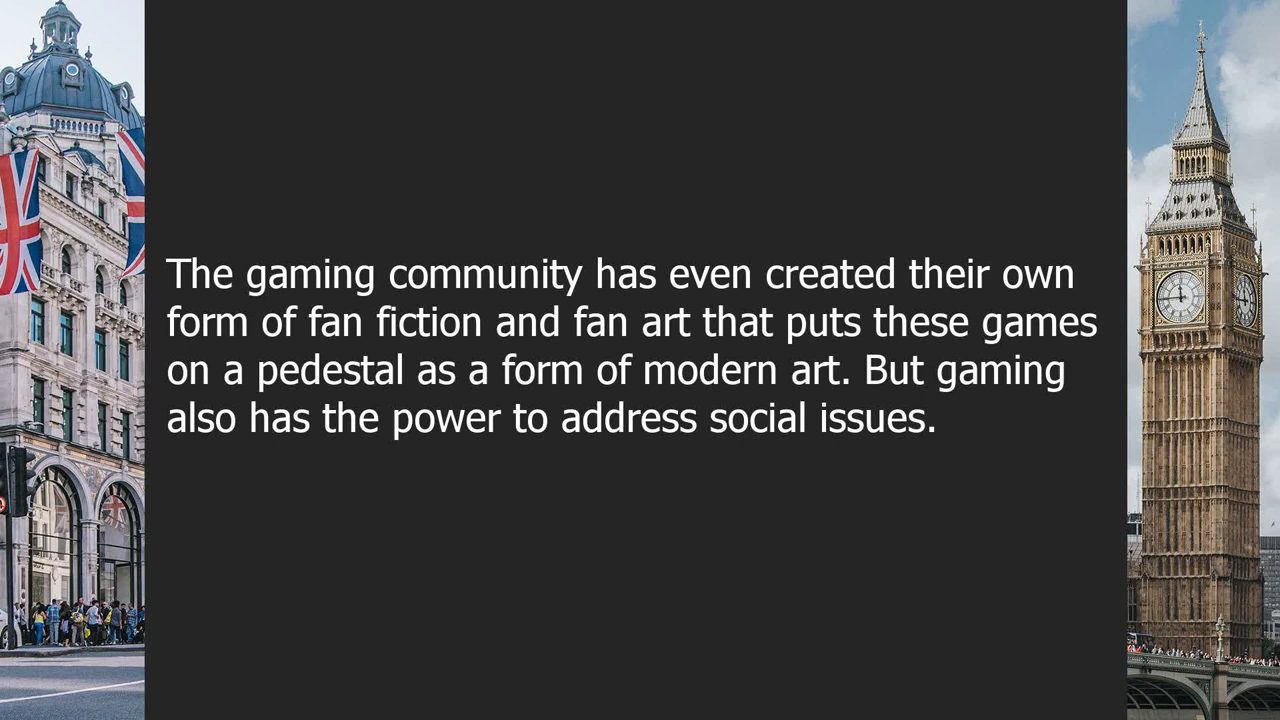 The gaming community has even created their own
form of fan fiction and fan art that puts these games
on a pedestal as a form of modern art. But gaming
also has the power to address social issues.